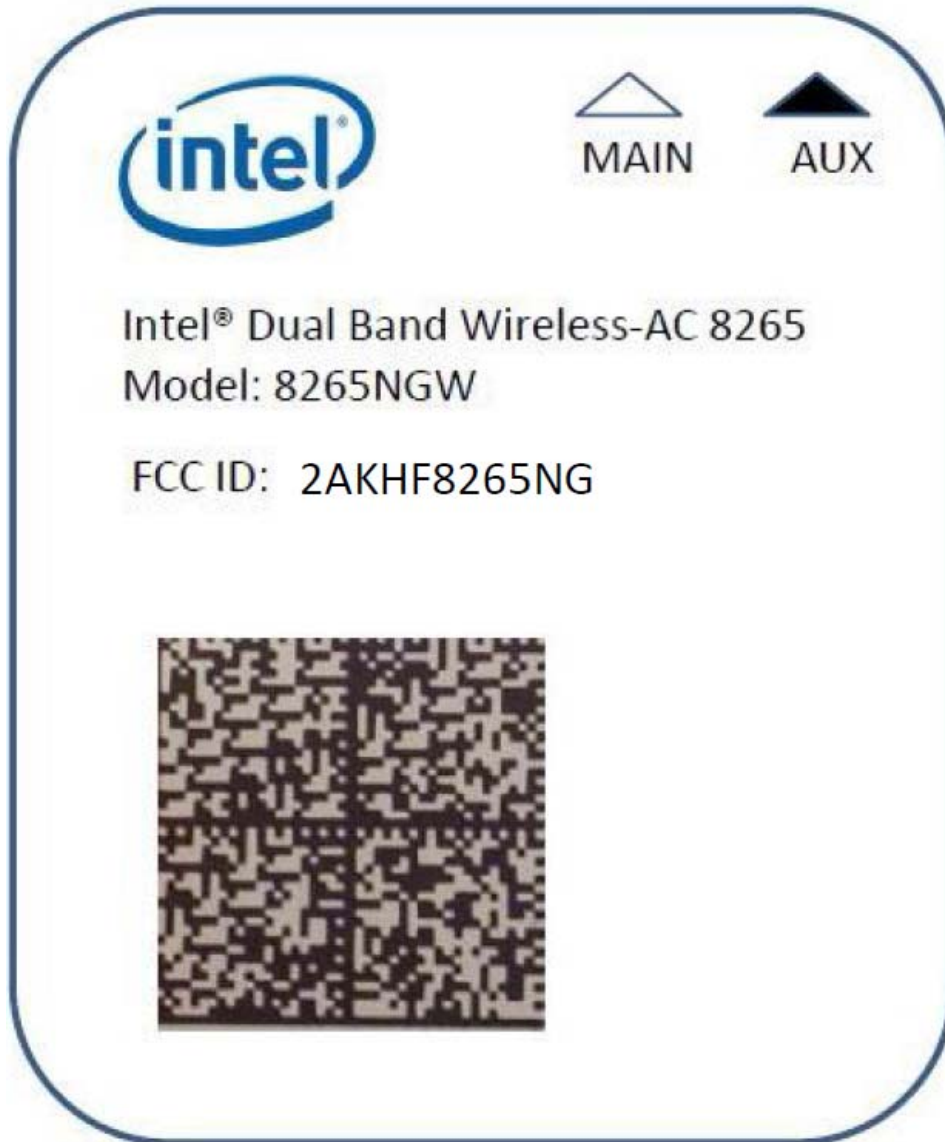 intel®
MAIN AUX
Intel® Dual Band Wireless-AC 8265
Model: 8265NGW
FCC ID: 2AKHF8265NG